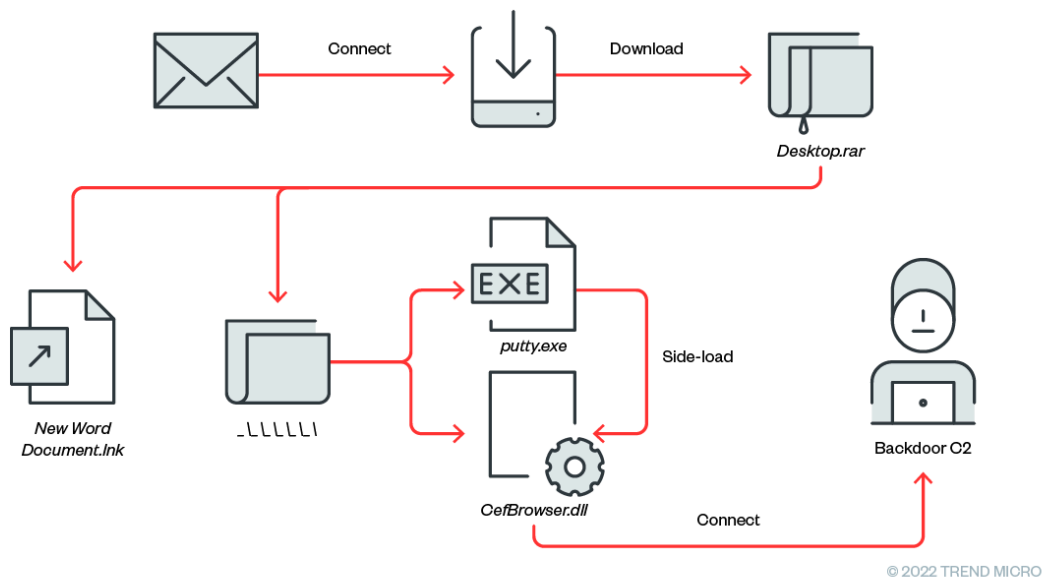 Connect
Download
Desktop.rar
EXE
putty.exe
Side-load
New Word
Document.lnk
_\_\_\_\_\_\
CefBrowser.dll
Backdoor C2
Connect
© 2022 TREND MICRO